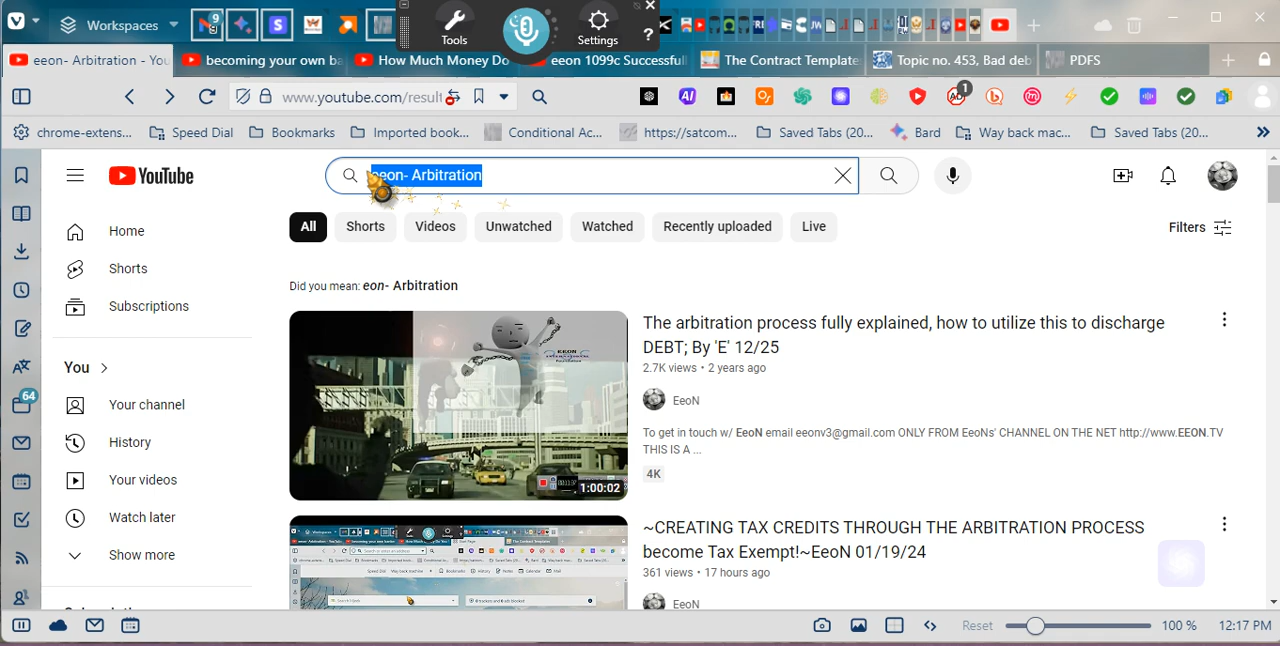 9
Workspaces
Tools
Settings
?
eeon- Arbitration - You
becoming your own ba
How Much Money Do
eeon 1099c Successful
The Contract Template
Topic no. 453, Bad deb
PDFS
www.youtube.com/result
1
chrome-exten...
Speed Dial
Bookmarks
Imported book...
Conditional Ac...
https://satcom...
Saved Tabs (20...
Bard
Way back mac...
Saved Tabs (20...
YouTube
eeon- Arbitration
All
Shorts
Videos
Unwatched
Watched
Recently uploaded
Live
Filters
Home
Shorts
Subscriptions
You
Your channel
History
Your videos
Watch later
Show more
64
Did you mean: eon- Arbitration
The arbitration process fully explained, how to utilize this to discharge
DEBT; By 'E' 12/25
2.7K views • 2 years ago
EeoN
To get in touch w/ EeoN email eeonv3@gmail.com ONLY FROM EeoNs' CHANNEL ON THE NET http://www.EEON.TV
THIS IS A ...
4K
1:00:02
~CREATING TAX CREDITS THROUGH THE ARBITRATION PROCESS
become Tax Exempt!~EeoN 01/19/24
361 views • 17 hours ago
EeoN
Reset
100 %
12:17 PM